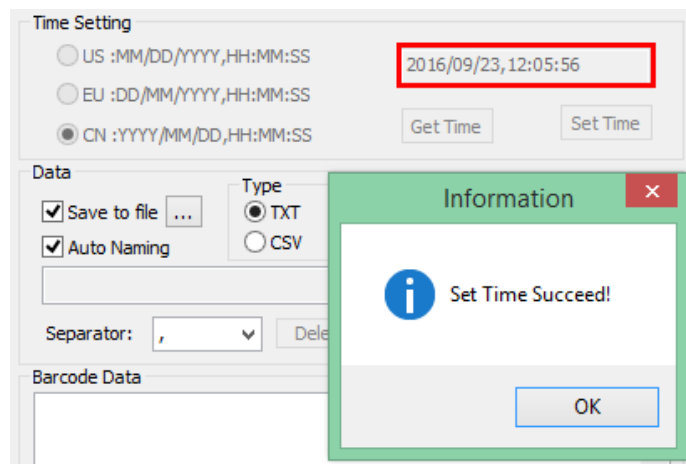 Time Setting
US :MM/DD/YYYY,HH:MM:SS
2016/09/23,12:05:56
EU :DD/MM/YYYY,HH:MM:SS
CN :YYYY/MM/DD,HH:MM:SS
Get Time
Set Time
Data
Save to file ...
Type
TXT
Auto Naming
CSV
Separator: ,
Dele
Barcode Data
Information
Set Time Succeed!
OK